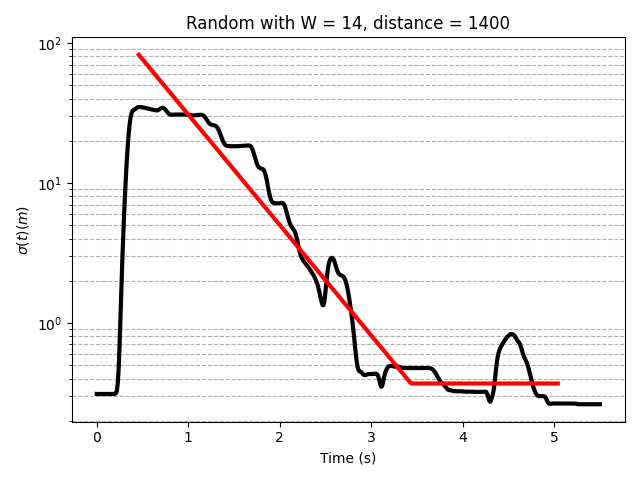 Random with W = 14, distance = 1400
10²
10¹
10⁰
σ(t)(m)
0 1 2 3 4 5
Time (s)